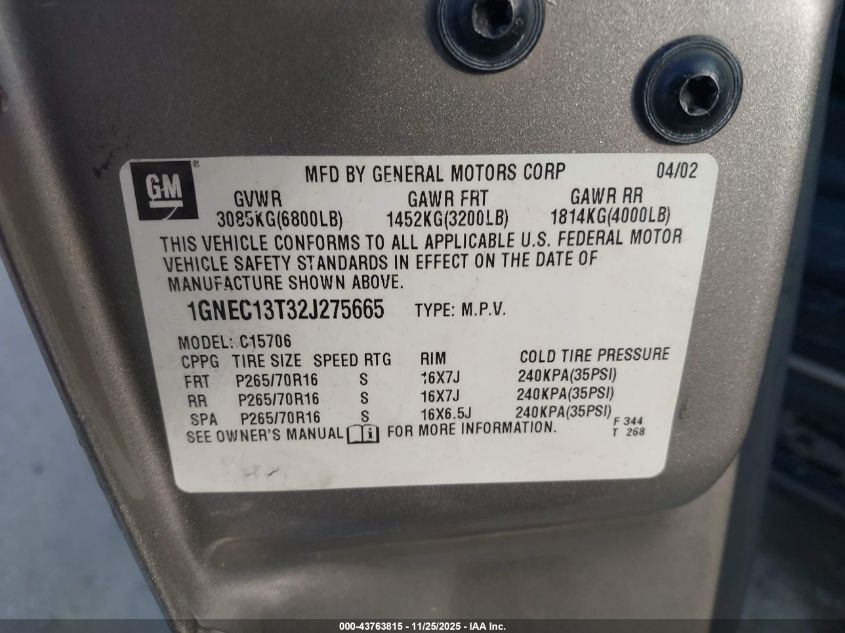 GM
MFD BY GENERAL MOTORS CORP 04/02
GVWR GAWR FRT GAWR RR
3085KG(6800LB) 1452KG(3200LB) 1814KG(4000LB)
THIS VEHICLE CONFORMS TO ALL APPLICABLE U.S. FEDERAL MOTOR
VEHICLE SAFETY STANDARDS IN EFFECT ON THE DATE OF
MANUFACTURE SHOWN ABOVE.
1GNEC13T32J275665 TYPE: M.P.V.
MODEL: C15706
CPPG TIRE SIZE SPEED RTG RIM COLD TIRE PRESSURE
FRT P265/70R16 S 16X7J 240KPA(35PSI)
RR P265/70R16 S 16X7J 240KPA(35PSI)
SPA P265/70R16 S 16X6.5J 240KPA(35PSI)
SEE OWNER'S MANUAL FOR MORE INFORMATION.
F 344
T 268
000-43763815 - 11/25/2025 - IAA Inc.